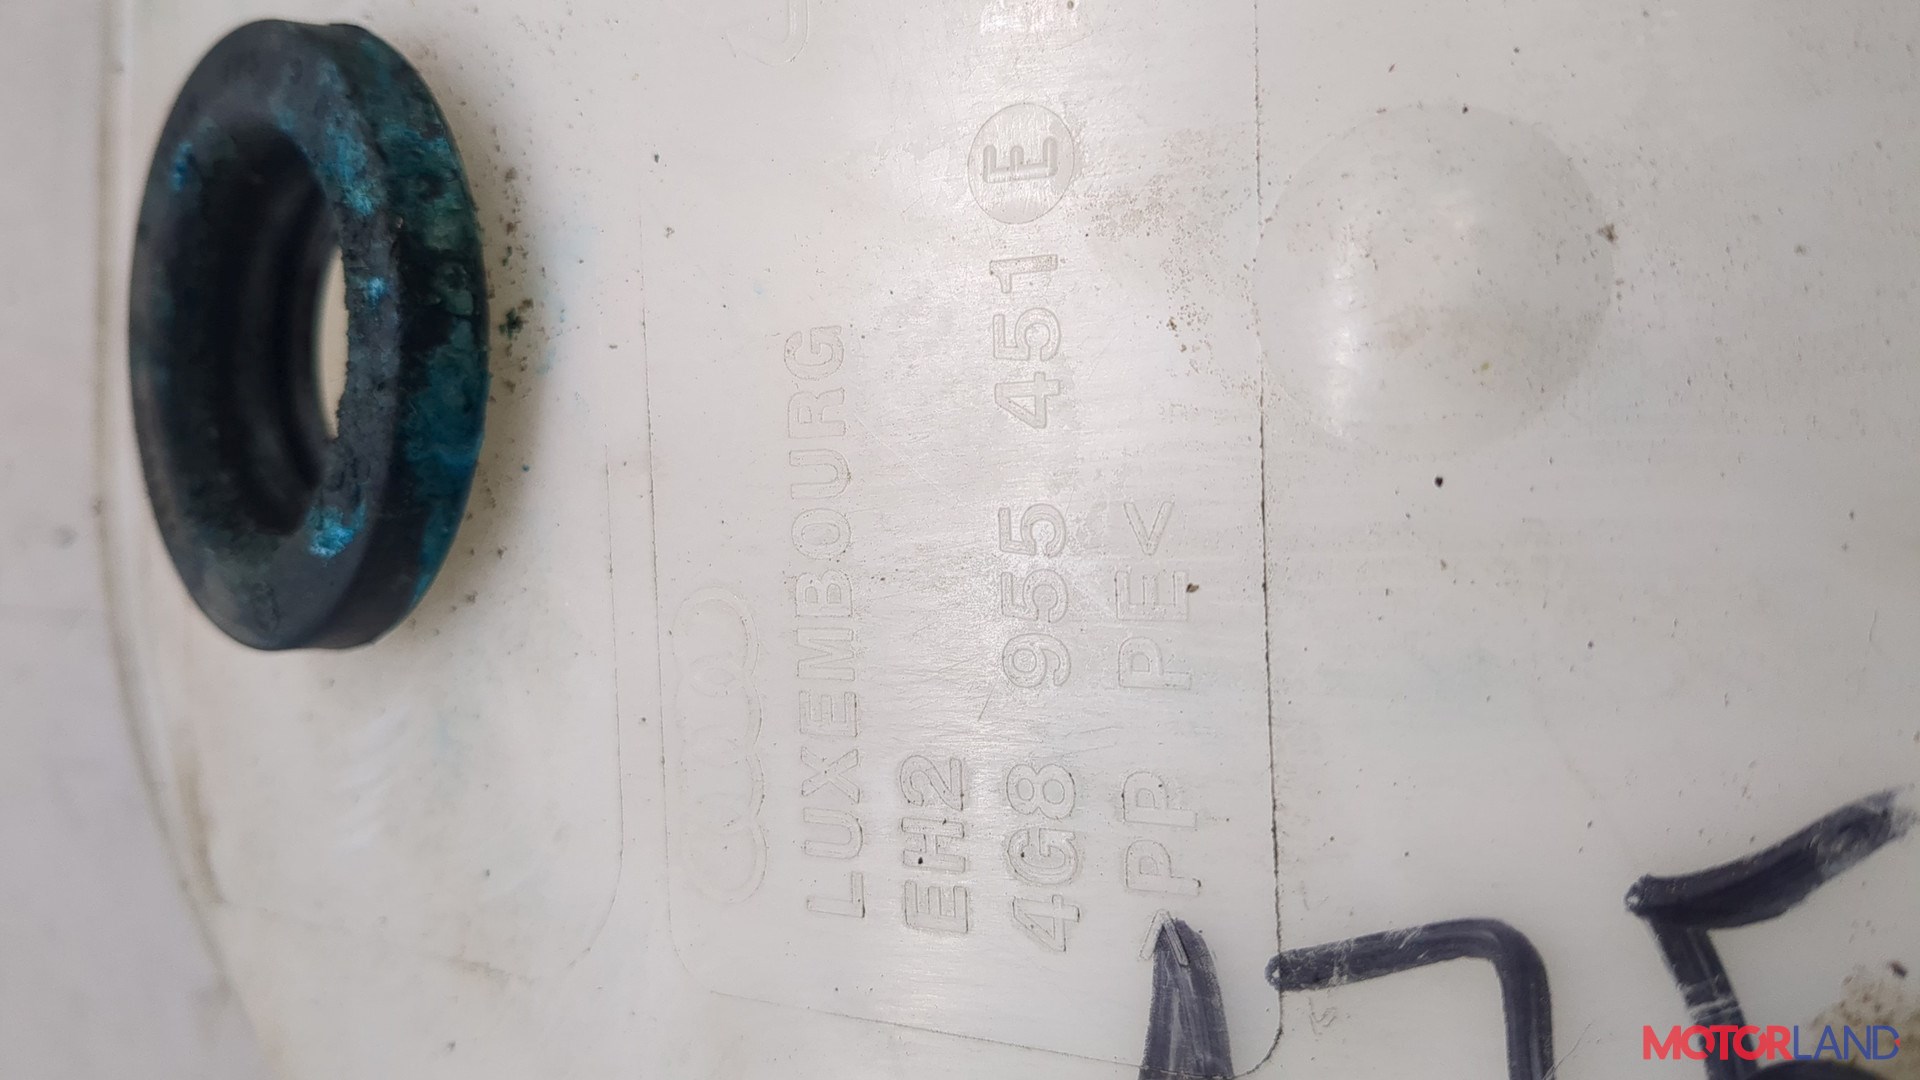 LUXEMBOURG
EH2
4G8 955 451 E
>PP PE<
MOTORLAND